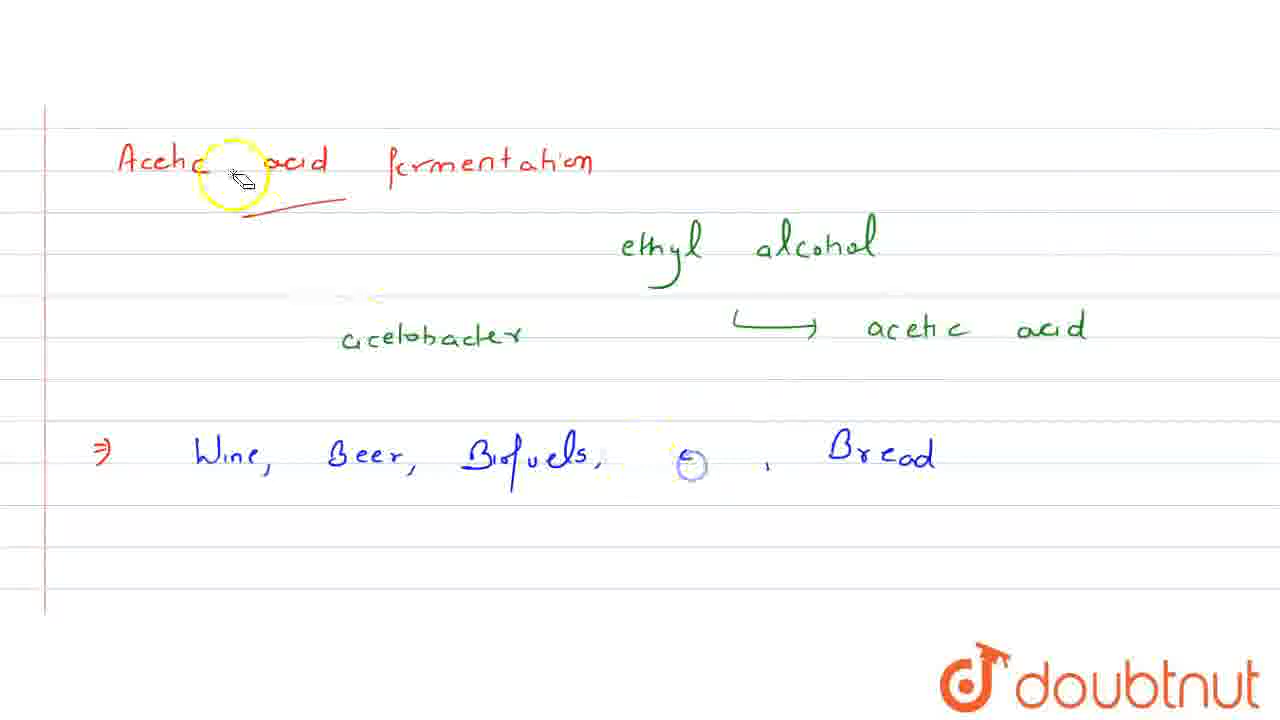 Acetic acid fermentation
ethyl alcohol
acetobacter → acetic acid
⇒ Wine, Beer, Biofuels, , Bread
doubtnut